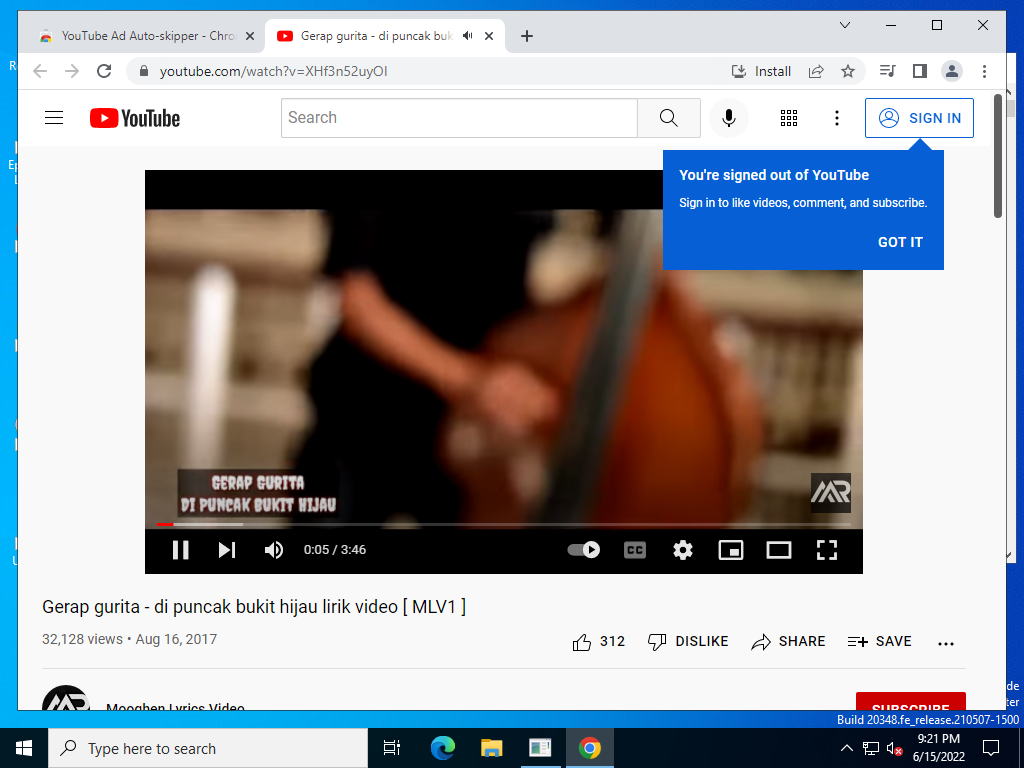 YouTube Ad Auto-skipper - Chro
Gerap gurita - di puncak buk
youtube.com/watch?v=XHf3n52uyOI
Install
YouTube
Search
SIGN IN
You're signed out of YouTube
Sign in to like videos, comment, and subscribe.
GOT IT
GERAP GURITA
DI PUNCAK BUKIT HIJAU
MR
0:05 / 3:46
CC
Gerap gurita - di puncak bukit hijau lirik video [ MLV1 ]
32,128 views • Aug 16, 2017
312
DISLIKE
SHARE
SAVE
Mooghen Lyrics Video
SUBSCRIBE
Build 20348.fe_release.210507-1500
Type here to search
9:21 PM
6/15/2022